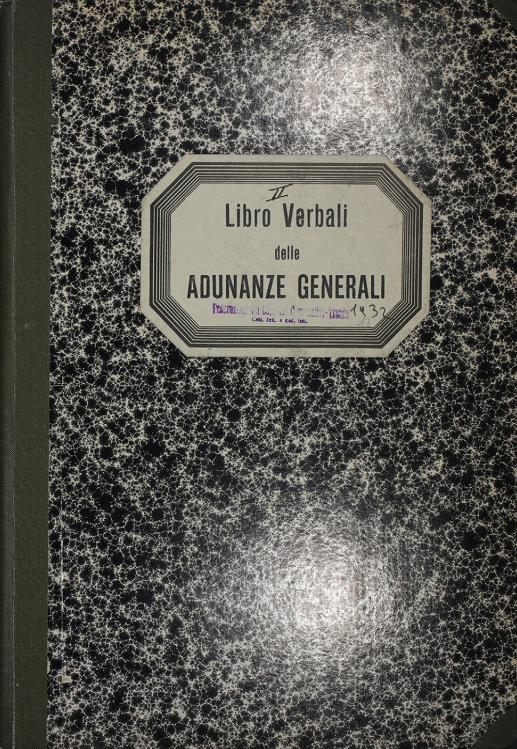 II
Libro Verbali
delle
ADUNANZE GENERALI
1932